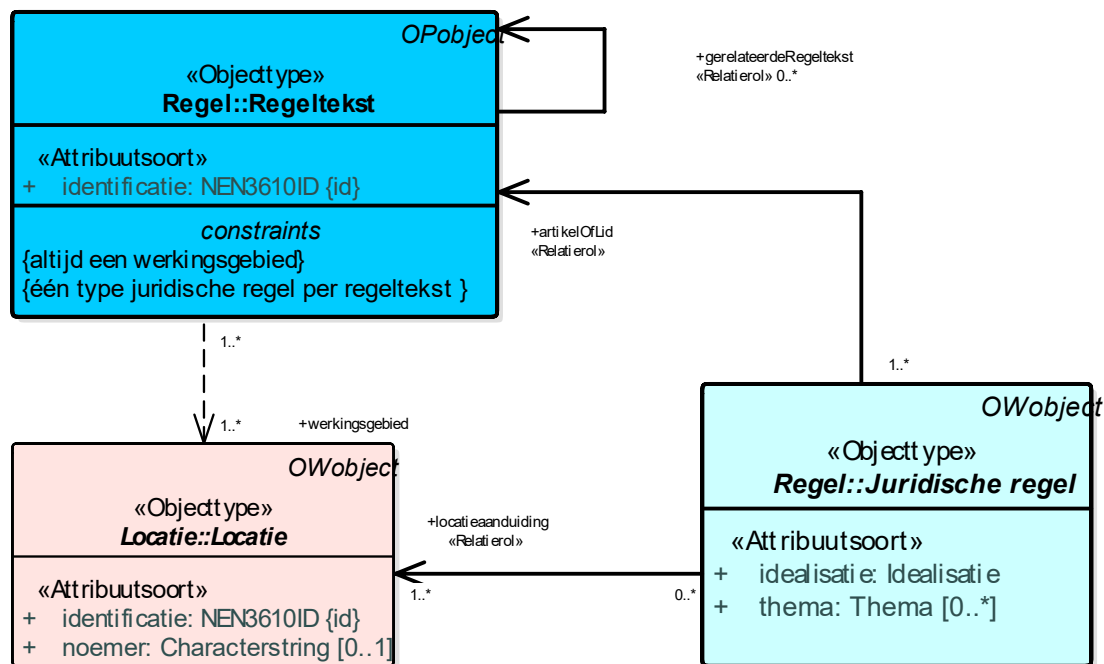 OPobject
«Objecttype»
Regel::Regeltekst
«Attribuutsoort»
+ identificatie: NEN3610ID {id}
constraints
{altijd een werkingsgebied}
{één type juridische regel per regeltekst }
+gerelateerdeRegeltekst
«Relatierol» 0..*
+artikelOfLid
«Relatierol»
1..*
1..*
1..*
+werkingsgebied
OWobject
«Objecttype»
Locatie::Locatie
«Attribuutsoort»
+ identificatie: NEN3610ID {id}
+ noemer: Characterstring [0..1]
+locatieaanduiding
«Relatierol»
1..*
0..*
OWobject
«Objecttype»
Regel::Juridische regel
«Attribuutsoort»
+ idealisatie: Idealisatie
+ thema: Thema [0..*]